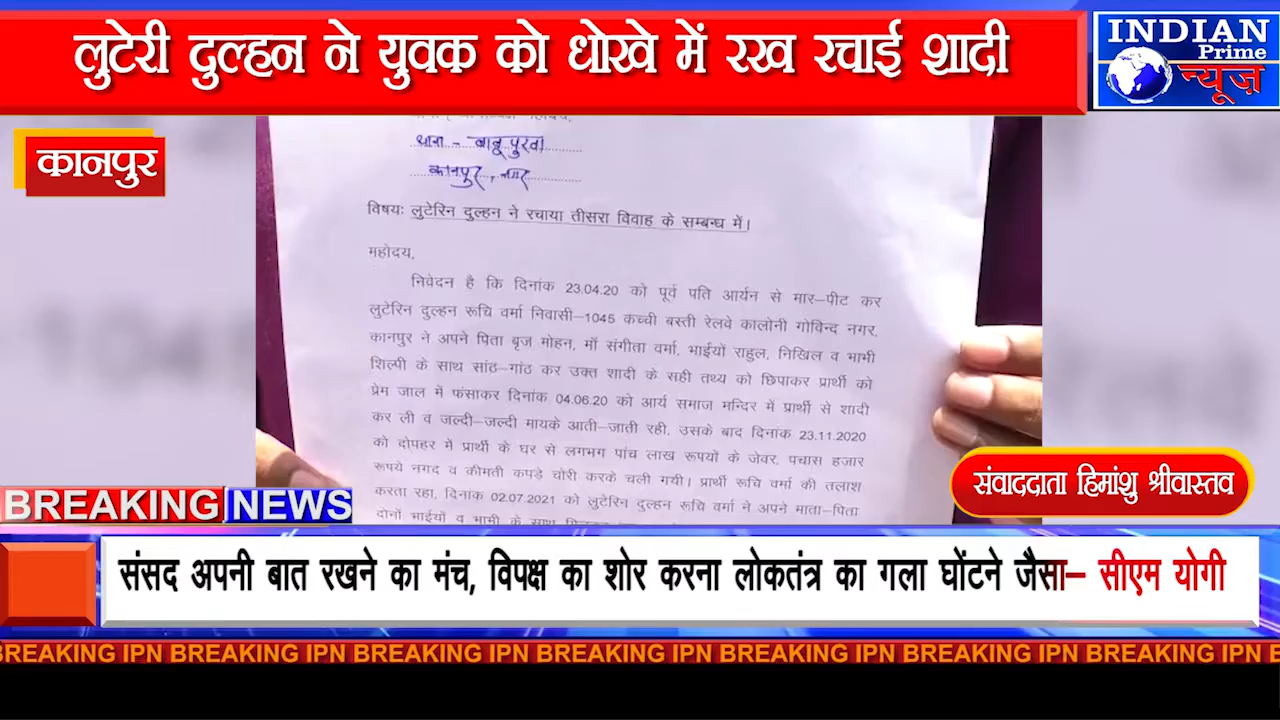 लुटेरी दुल्हन ने युवक को धोखे में रख रचाई शादी
INDIAN
Prime
न्यूज़
कानपुर
थाना - बाबू पुरवा
कानपुर, नगर
विषयः लुटेरिन दुल्हन ने रचाया तीसरा विवाह के सम्बन्ध में।
महोदय,
निवेदन है कि दिनांक 23.04.20 को पूर्व पति आर्यन से मार-पीट कर
लुटेरिन दुल्हन रूचि वर्मा निवासी-1045 कच्ची बस्ती रेलवे कालोनी गोविन्द नगर,
कानपुर ने अपने पिता बृज मोहन, माँ संगीता वर्मा, भाईयों राहुल, निखिल व भाभी
शिल्पी के साथ सांठ-गांठ कर उक्त शादी के सही तथ्य को छिपाकर प्रार्थी को
प्रेम जाल में फंसाकर दिनांक 04.06.20 को आर्य समाज मन्दिर में प्रार्थी से शादी
कर ली व जल्दी-जल्दी मायके आती-जाती रही, उसके बाद दिनांक 23.11.2020
को दोपहर में प्रार्थी के घर से लगभग पांच लाख रूपयों के जेवर, पचास हजार
रूपये नगद व कीमती कपड़े चोरी करके चली गयी। प्रार्थी रूचि वर्मा की तलाश
करता रहा, दिनांक 02.07.2021 को लुटेरिन दुल्हन रूचि वर्मा ने अपने माता-पिता
दोनों भाईयों व भाभी के साथ
संवाददाता हिमांशु श्रीवास्तव
BREAKING NEWS
संसद अपनी बात रखने का मंच, विपक्ष का शोर करना लोकतंत्र का गला घोंटने जैसा– सीएम योगी
BREAKING IPN BREAKING IPN BREAKING IPN BREAKING IPN BREAKING IPN BREAKING IPN BREAKING IPN